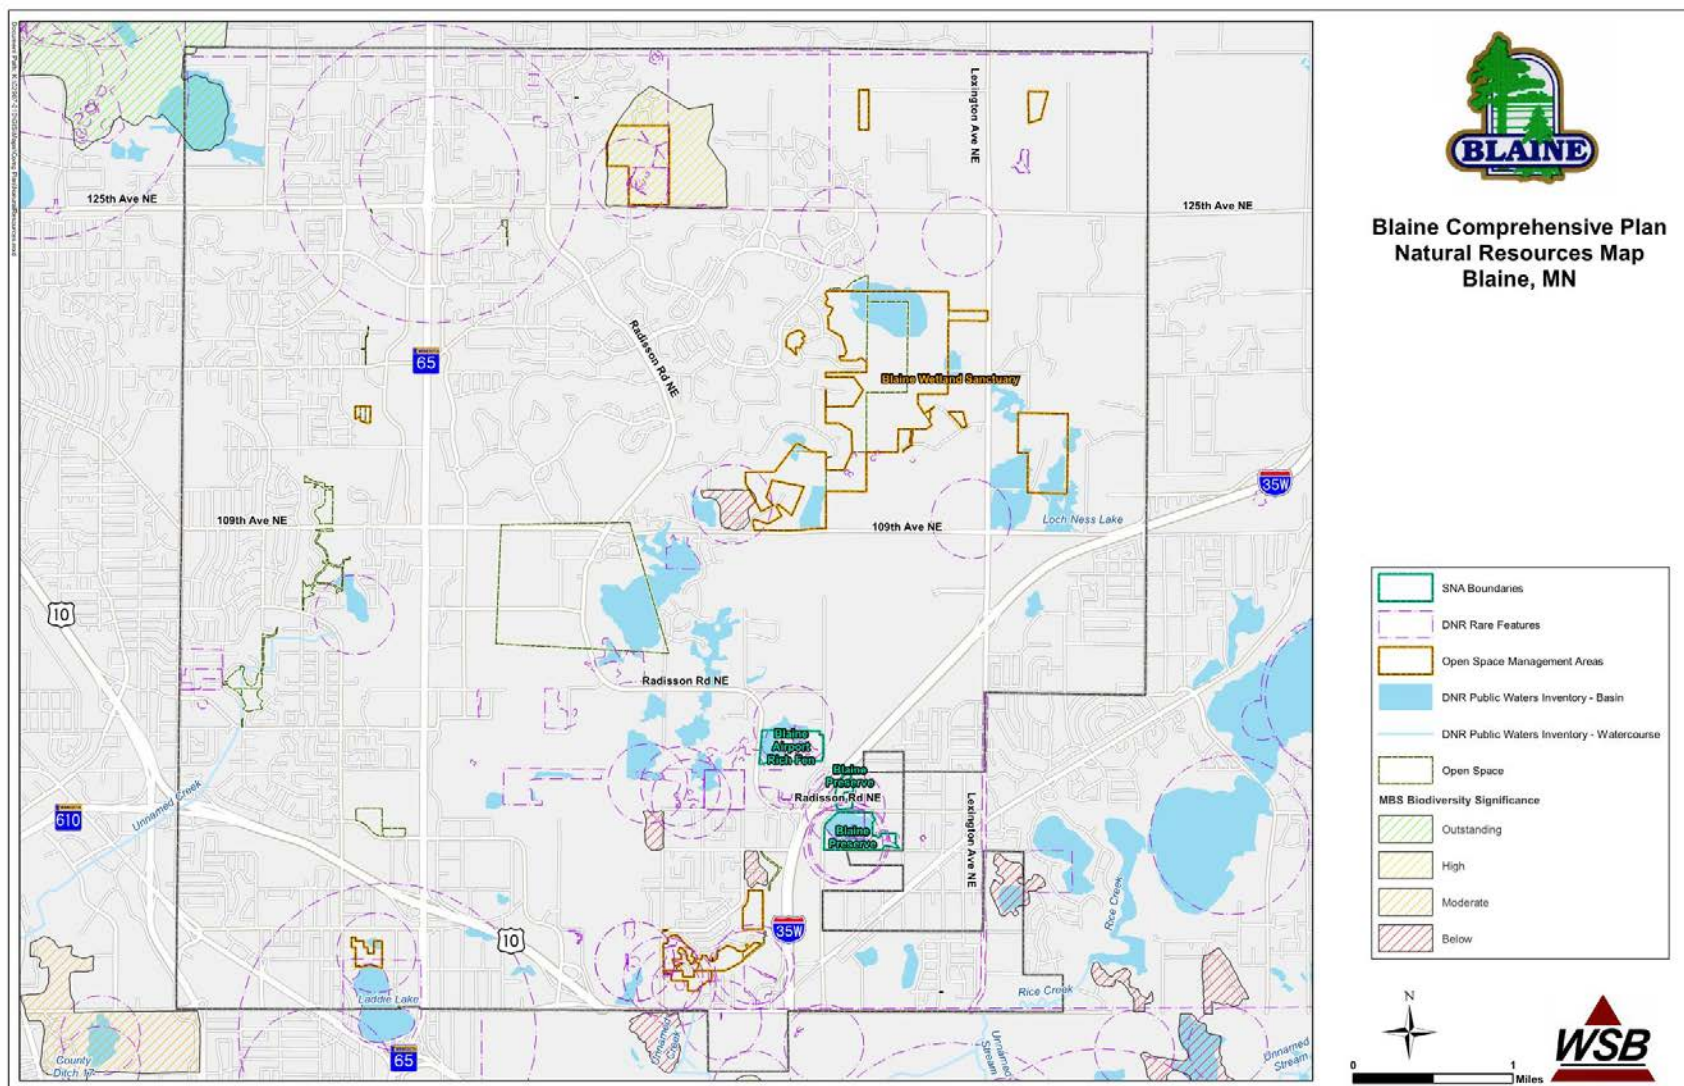 BLAINE
Blaine Comprehensive Plan
Natural Resources Map
Blaine, MN
Lexington Ave NE
125th Ave NE
125th Ave NE
Radisson Rd NE
65
Blaine Wetland Sanctuary
35W
109th Ave NE
109th Ave NE
Loch Ness Lake
10
Radisson Rd NE
Blaine
Airport
Rich Fen
Blaine
Preserve
Radisson Rd NE
Unnamed Creek
610
Blaine
Preserve
Lexington Ave NE
Rice Creek
35W
10
Laddie Lake
Rice Creek
Unnamed
Creek
Unnamed
Stream
Unnamed
Stream
County
Ditch 17
65
SNA Boundaries
DNR Rare Features
Open Space Management Areas
DNR Public Waters Inventory - Basin
DNR Public Waters Inventory - Watercourse
Open Space
MBS Biodiversity Significance
Outstanding
High
Moderate
Below
N
0 1
Miles
WSB